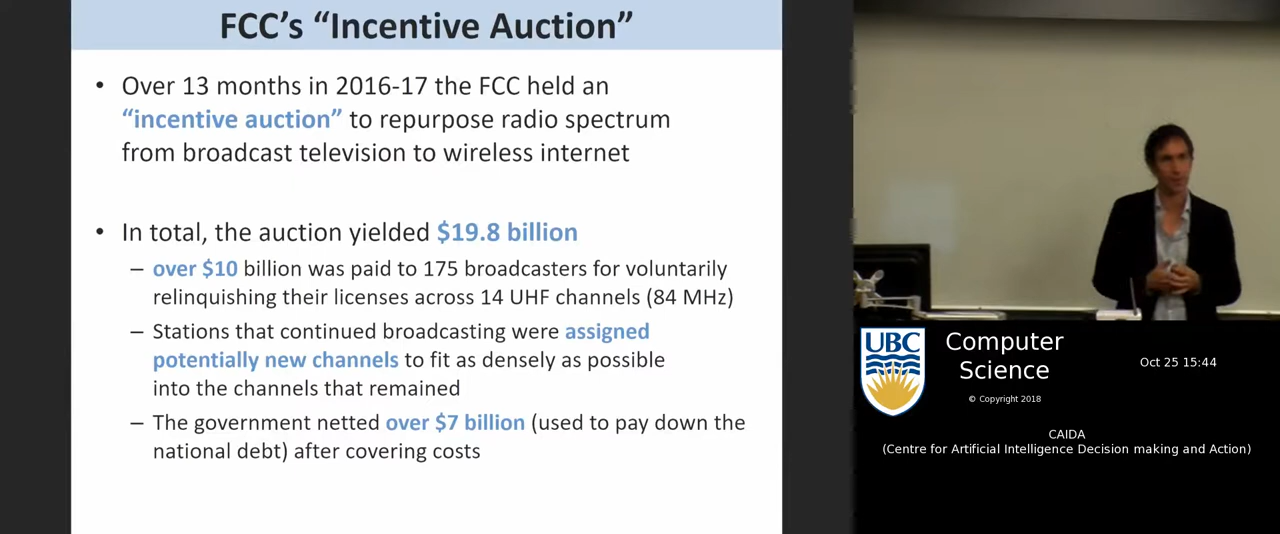 FCC's “Incentive Auction”
• Over 13 months in 2016-17 the FCC held an
“incentive auction” to repurpose radio spectrum
from broadcast television to wireless internet
• In total, the auction yielded $19.8 billion
– over $10 billion was paid to 175 broadcasters for voluntarily
relinquishing their licenses across 14 UHF channels (84 MHz)
– Stations that continued broadcasting were assigned
potentially new channels to fit as densely as possible
into the channels that remained
– The government netted over $7 billion (used to pay down the
national debt) after covering costs
UBC
Computer
Science
© Copyright 2018
Oct 25 15:44
CAIDA
(Centre for Artificial Intelligence Decision making and Action)